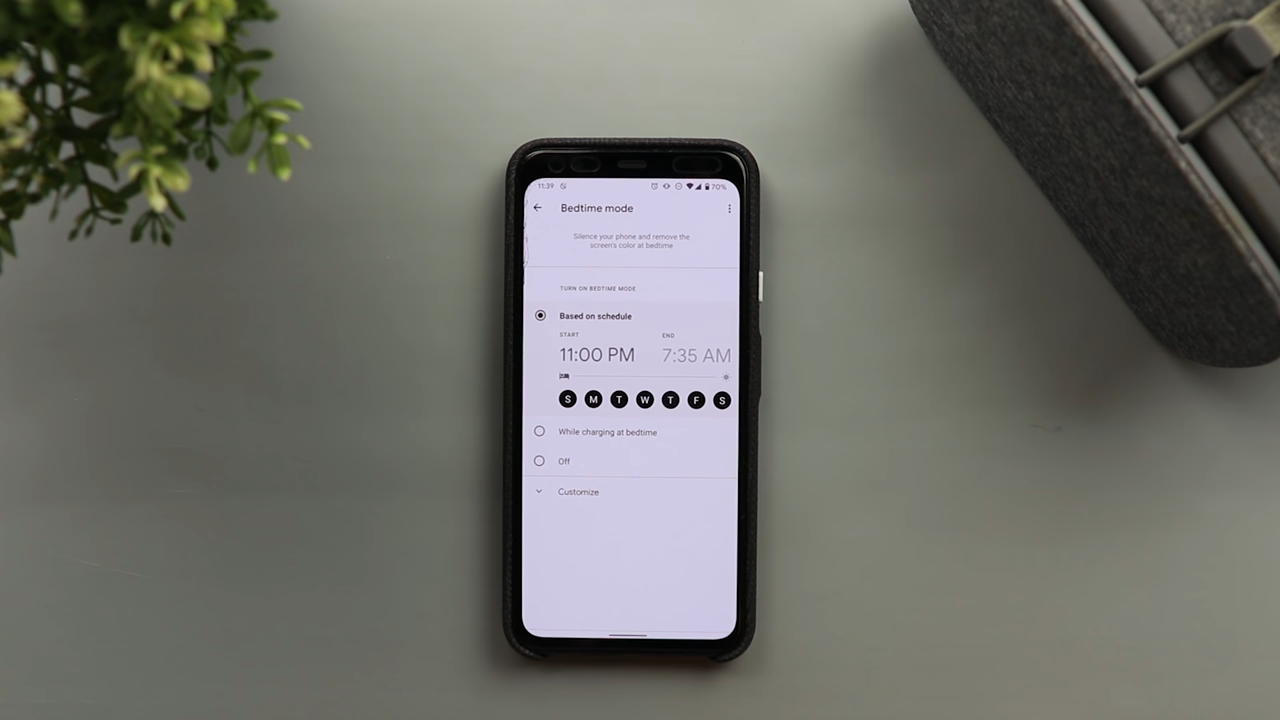 11:39 70%
Bedtime mode
Silence your phone and remove the
screen's color at bedtime
TURN ON BEDTIME MODE
Based on schedule
START END
11:00 PM 7:35 AM
S M T W T F S
While charging at bedtime
Off
Customize